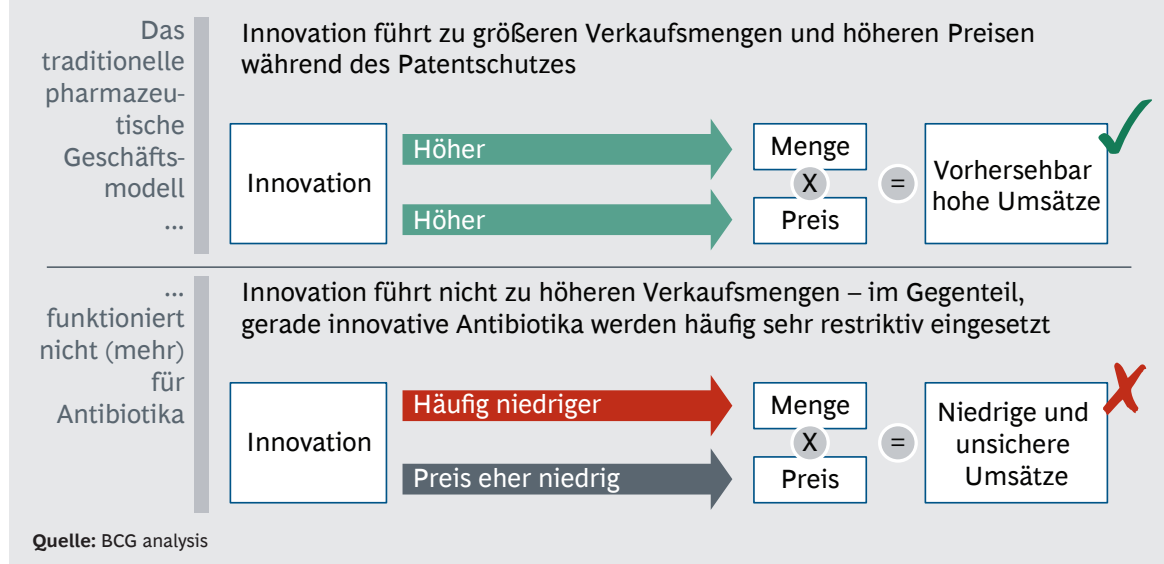 Das
traditionelle
pharmazeu-
tische
Geschäfts-
modell
...
Innovation führt zu größeren Verkaufsmengen und höheren Preisen
während des Patentschutzes
Innovation
Höher
Höher
Menge
X
Preis
=
Vorhersehbar
hohe Umsätze
...
funktioniert
nicht (mehr)
für
Antibiotika
Innovation führt nicht zu höheren Verkaufsmengen – im Gegenteil,
gerade innovative Antibiotika werden häufig sehr restriktiv eingesetzt
Innovation
Häufig niedriger
Preis eher niedrig
Menge
X
Preis
=
Niedrige und
unsichere
Umsätze
Quelle: BCG analysis